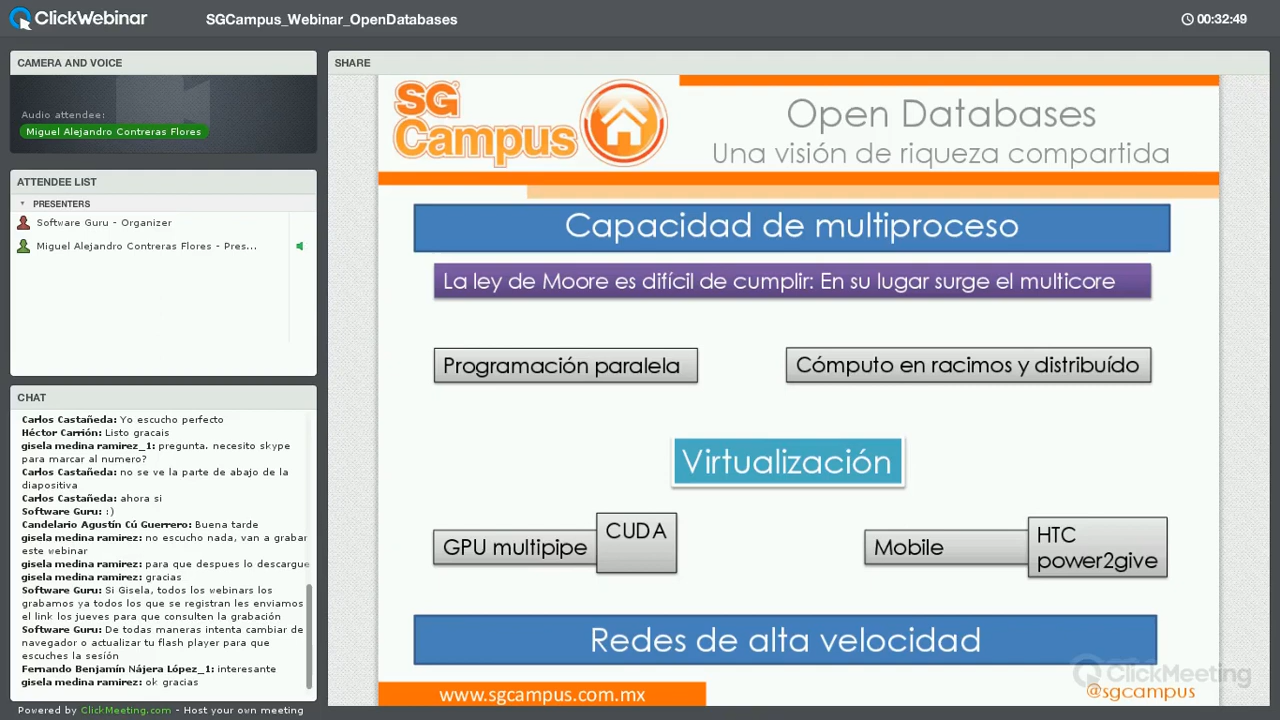 ClickWebinar
SGCampus_Webinar_OpenDatabases
00:32:49
CAMERA AND VOICE
Audio attendee:
Miguel Alejandro Contreras Flores
ATTENDEE LIST
PRESENTERS
Software Guru - Organizer
Miguel Alejandro Contreras Flores - Pres...
CHAT
Carlos Castañeda: Yo escucho perfecto
Héctor Carrión: Listo gracais
gisela medina ramirez_1: pregunta, necesito skype
para marcar al numero?
Carlos Castañeda: no se ve la parte de abajo de la
diapositiva
Carlos Castañeda: ahora si
Software Guru: :)
Candelario Agustín Cú Guerrero: Buena tarde
gisela medina ramirez: no escucho nada, van a grabar
este webinar
gisela medina ramirez: para que despues lo descargue
gisela medina ramirez: gracias
Software Guru: Si Gisela, todos los webinars los
grabamos ya todos los que se registran les enviamos
el link los jueves para que consulten la grabación
Software Guru: De todas maneras intenta cambiar de
navegador o actualizar tu flash player para que
escuches la sesíón
Fernando Benjamín Nájera López_1: interesante
gisela medina ramirez: ok gracias
Powered by ClickMeeting.com - Host your own meeting
SHARE
SG
Campus
Open Databases
Una visión de riqueza compartida
Capacidad de multiproceso
La ley de Moore es difícil de cumplir: En su lugar surge el multicore
Programación paralela
Cómputo en racimos y distribuído
Virtualización
GPU multipipe
CUDA
Mobile
HTC
power2give
Redes de alta velocidad
ClickMeeting
www.sgcampus.com.mx
@sgcampus